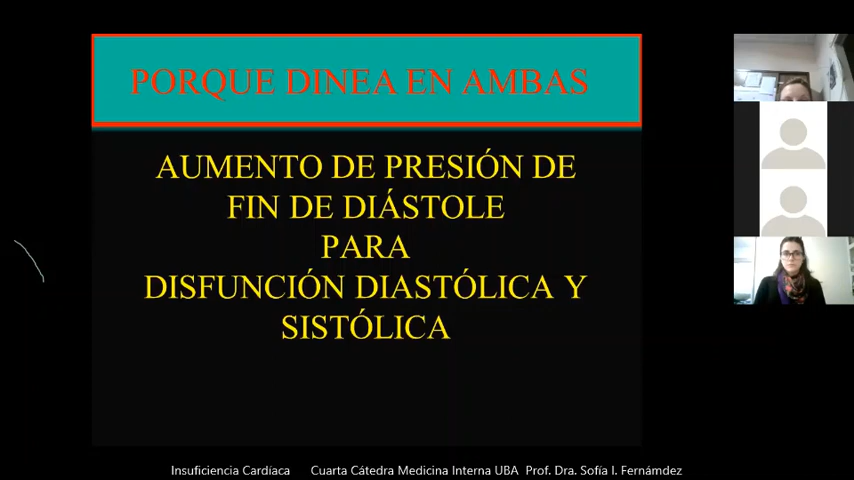 PORQUE DINEA EN AMBAS
AUMENTO DE PRESIÓN DE
FIN DE DIÁSTOLE
PARA
DISFUNCIÓN DIASTÓLICA Y
SISTÓLICA
Insuficiencia Cardíaca Cuarta Cátedra Medicina Interna UBA Prof. Dra. Sofía I. Fernámdez